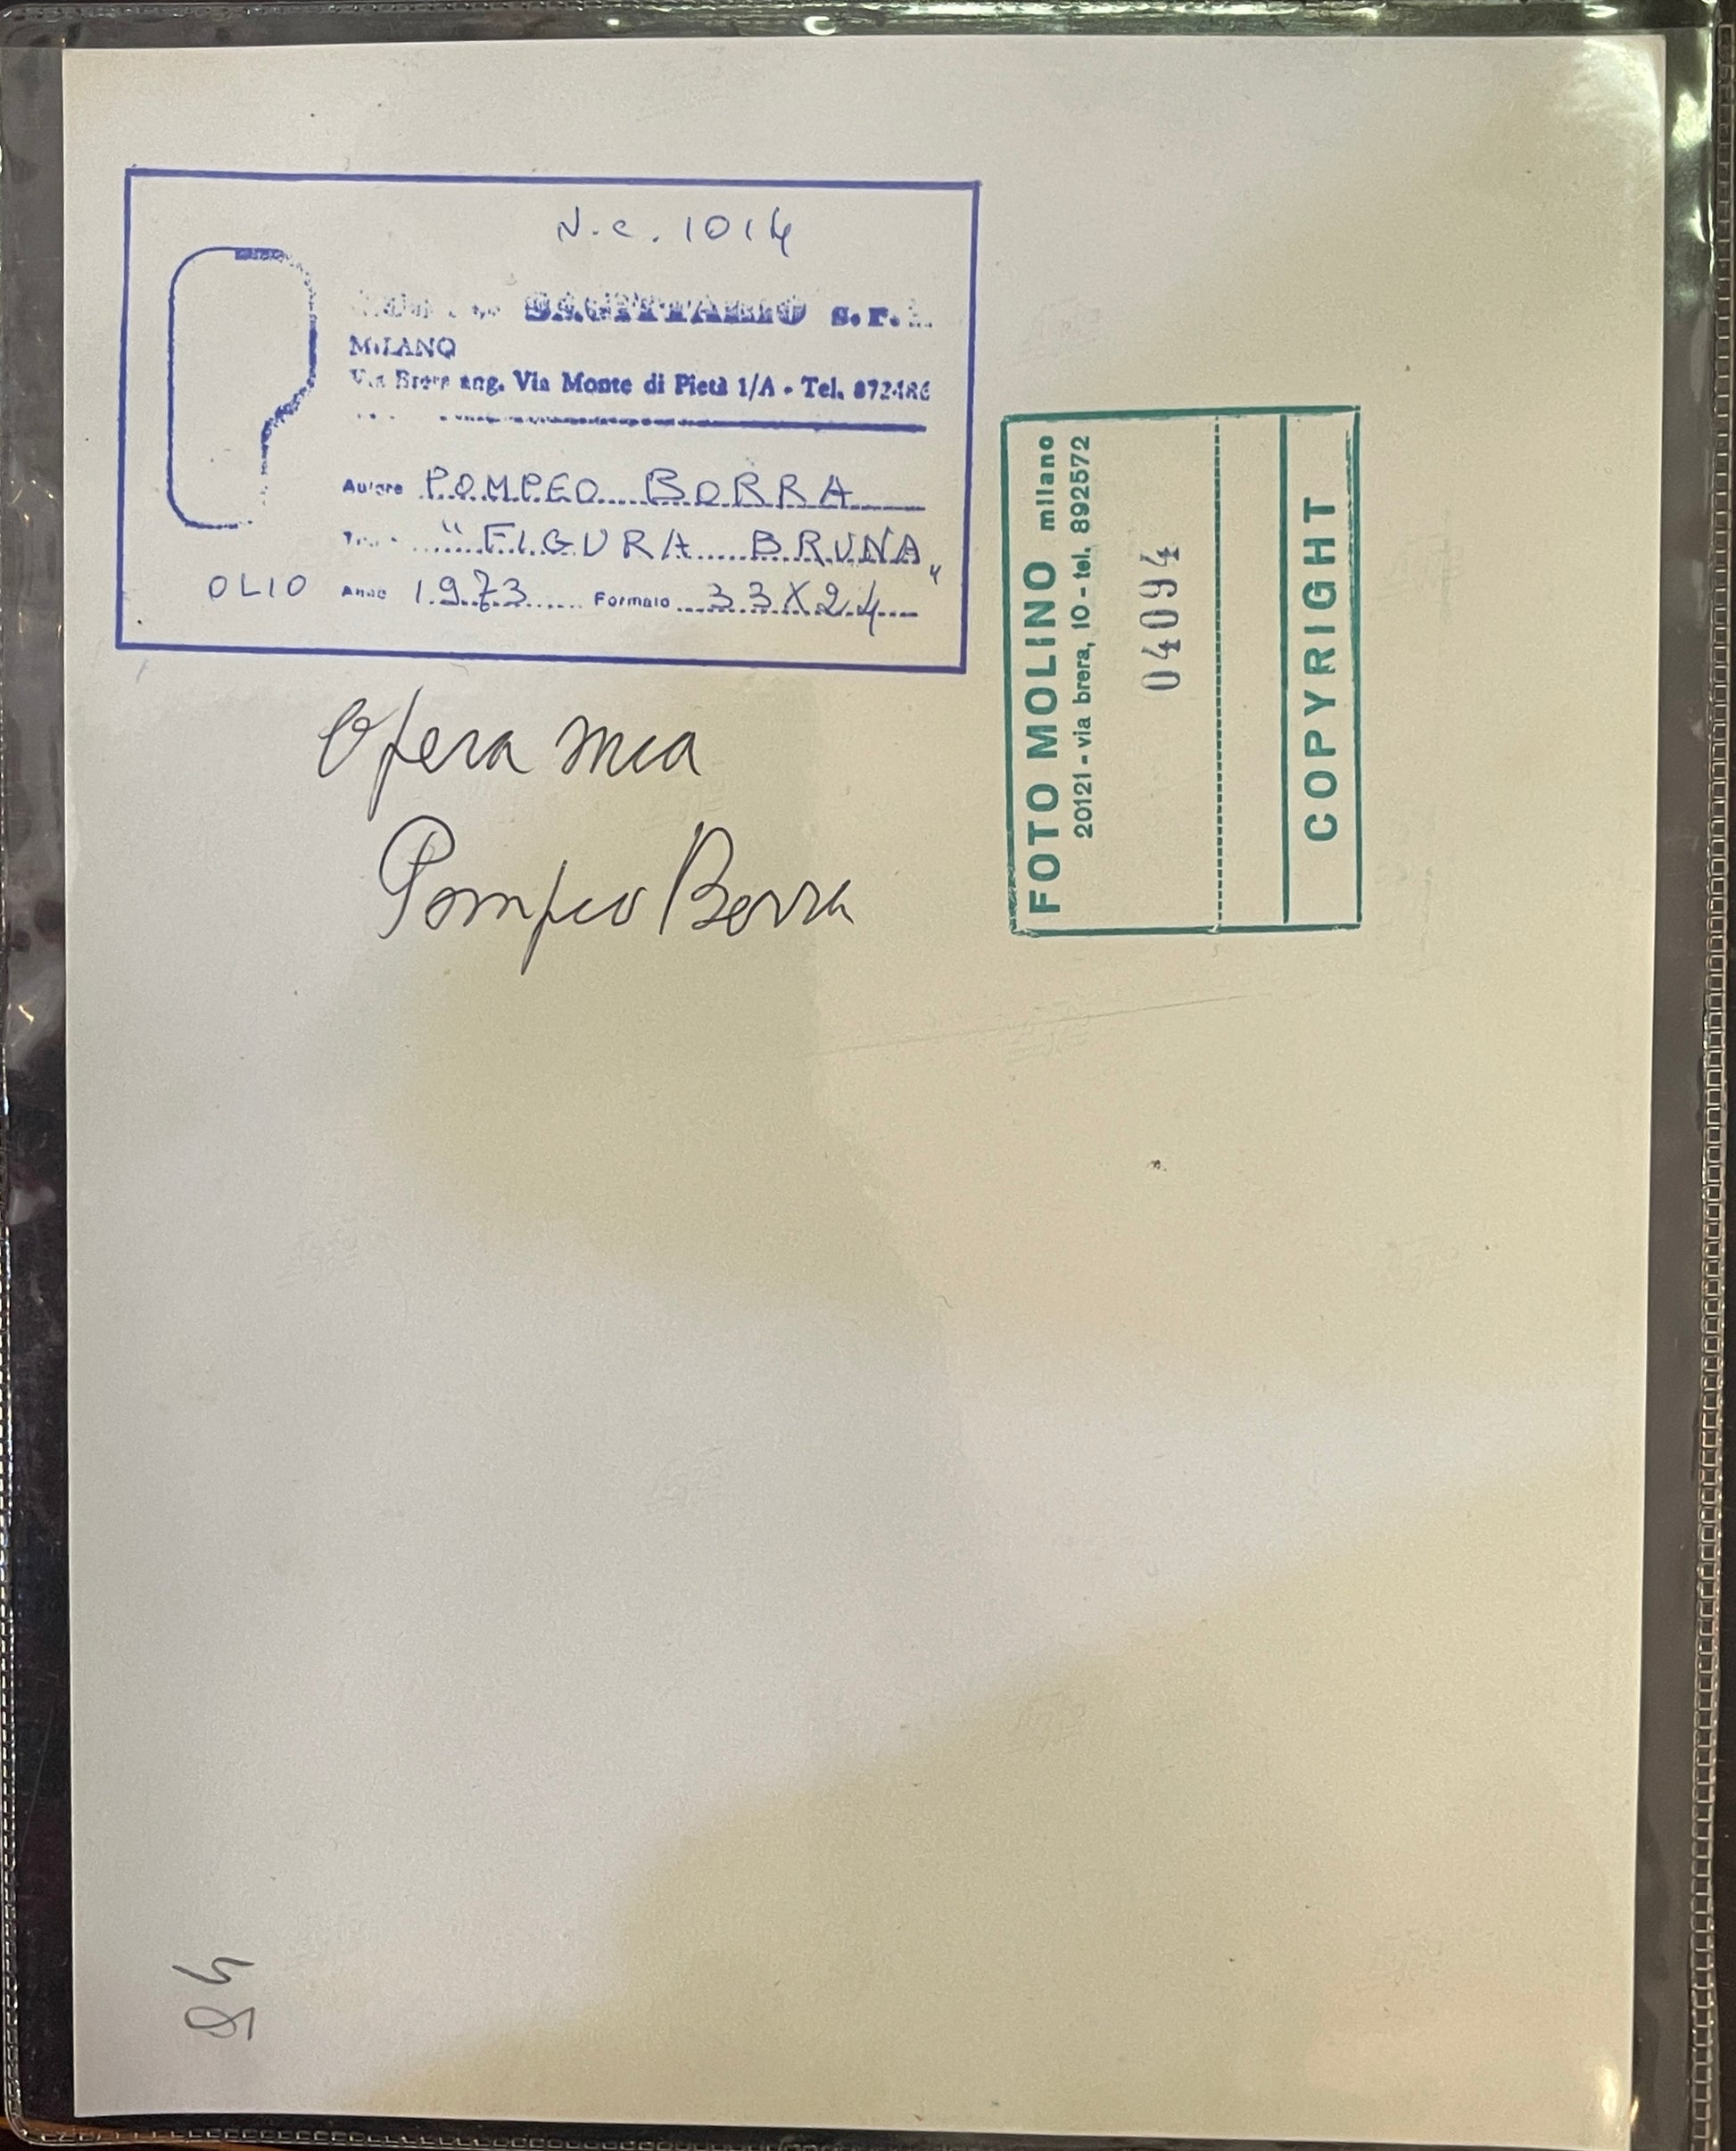 N.C. 1014
SAGITTARIO S.P.
MILANO
Via Brera ang. Via Monte di Pietà 1/A - Tel. 872486
Autore POMPEO BORRA
"FIGURA BRUNA"
OLIO Anno 1973 Formato 33X24
Opera mia
Pompeo Borra
FOTO MOLINO milano
20121 - via brera, 10 - tel. 892572
04094
COPYRIGHT